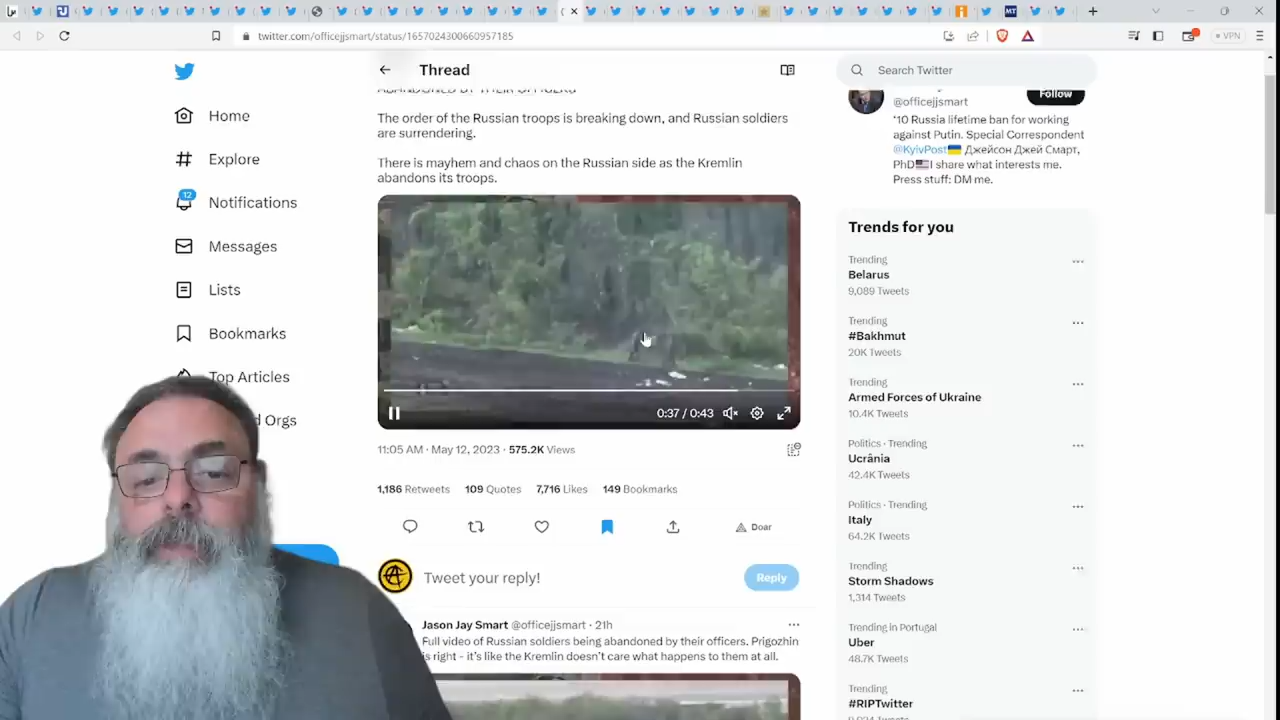 MT
twitter.com/officejjsmart/status/1657024300660957185
VPN
Home
Explore
12
Notifications
Messages
Lists
Bookmarks
Top Articles
d Orgs
Thread
ABANDONED BY THEIR OFFICERS.
The order of the Russian troops is breaking down, and Russian soldiers
are surrendering.
There is mayhem and chaos on the Russian side as the Kremlin
abandons its troops.
0:37 / 0:43
11:05 AM · May 12, 2023 · 575.2K Views
1,186 Retweets 109 Quotes 7,716 Likes 149 Bookmarks
Doar
Tweet your reply!
Reply
Jason Jay Smart @officejjsmart · 21h
Full video of Russian soldiers being abandoned by their officers. Prigozhin
is right - it's like the Kremlin doesn't care what happens to them at all.
Search Twitter
@officejjsmart
Follow
'10 Russia lifetime ban for working
against Putin. Special Correspondent
@KyivPost🇺🇦 Джейсон Джей Смарт,
PhD🇺🇸I share what interests me.
Press stuff: DM me.
Trends for you
Trending
Belarus
9,089 Tweets
Trending
#Bakhmut
20K Tweets
Trending
Armed Forces of Ukraine
10.4K Tweets
Politics · Trending
Ucrânia
42.4K Tweets
Politics · Trending
Italy
64.2K Tweets
Trending
Storm Shadows
1,314 Tweets
Trending in Portugal
Uber
48.7K Tweets
Trending
#RIPTwitter